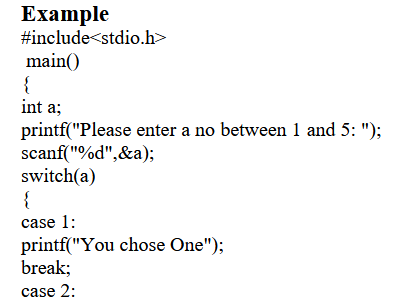 Example
#include<stdio.h>
main()
{
int a;
printf("Please enter a no between 1 and 5: ");
scanf("%d",&a);
switch(a)
{
case 1:
printf("You chose One");
break;
case 2: